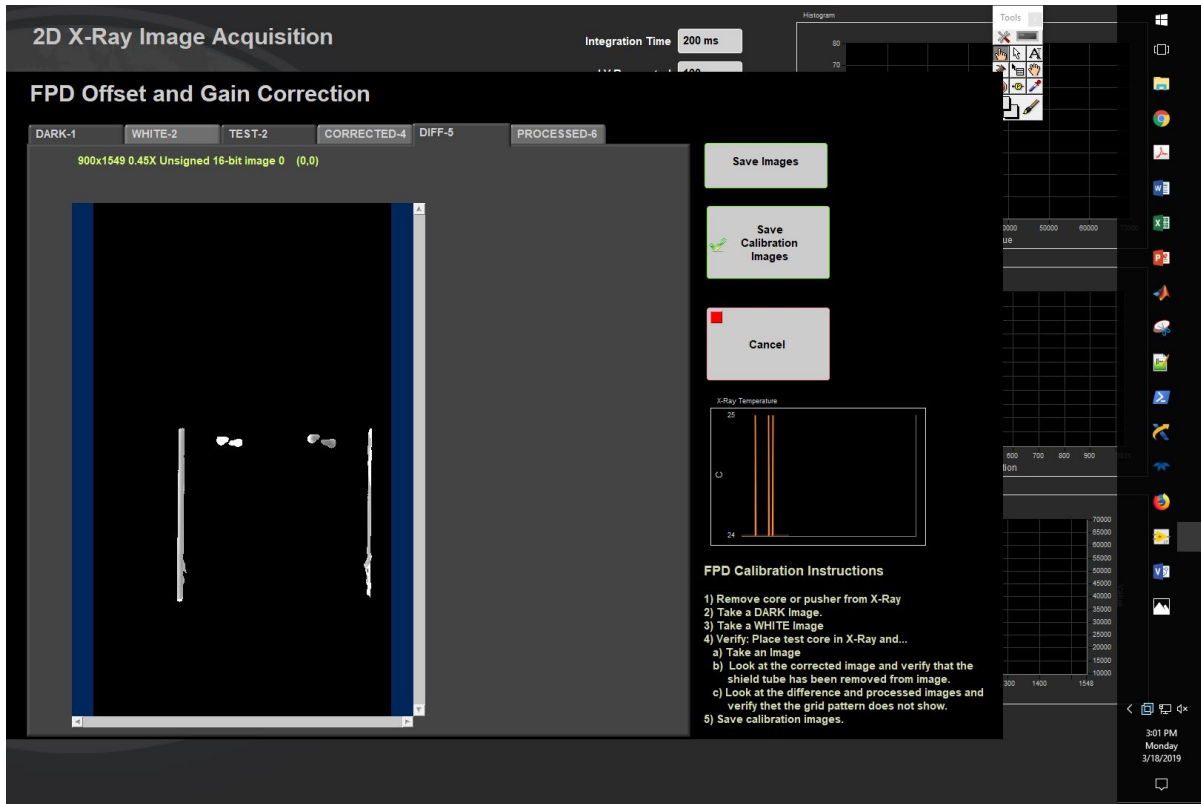 2D X-Ray Image Acquisition
Integration Time 200 ms
Histogram
Tools
80
70
FPD Offset and Gain Correction
DARK-1 WHITE-2 TEST-2 CORRECTED-4 DIFF-5 PROCESSED-6
900x1549 0.45X Unsigned 16-bit image 0 (0,0)
Save Images
Save
Calibration
Images
Cancel
50000 60000 70000
ue
X-Ray Temperature
25
C
24
600 700 800 900
tion
70000
65000
60000
55000
50000
45000
40000
35000
30000
25000
20000
15000
10000
300 1400 1548
FPD Calibration Instructions
1) Remove core or pusher from X-Ray
2) Take a DARK Image.
3) Take a WHITE Image
4) Verify: Place test core in X-Ray and...
a) Take an Image
b) Look at the corrected image and verify that the
shield tube has been removed from image.
c) Look at the difference and processed images and
verify thet the grid pattern does not show.
5) Save calibration images.
3:01 PM
Monday
3/18/2019